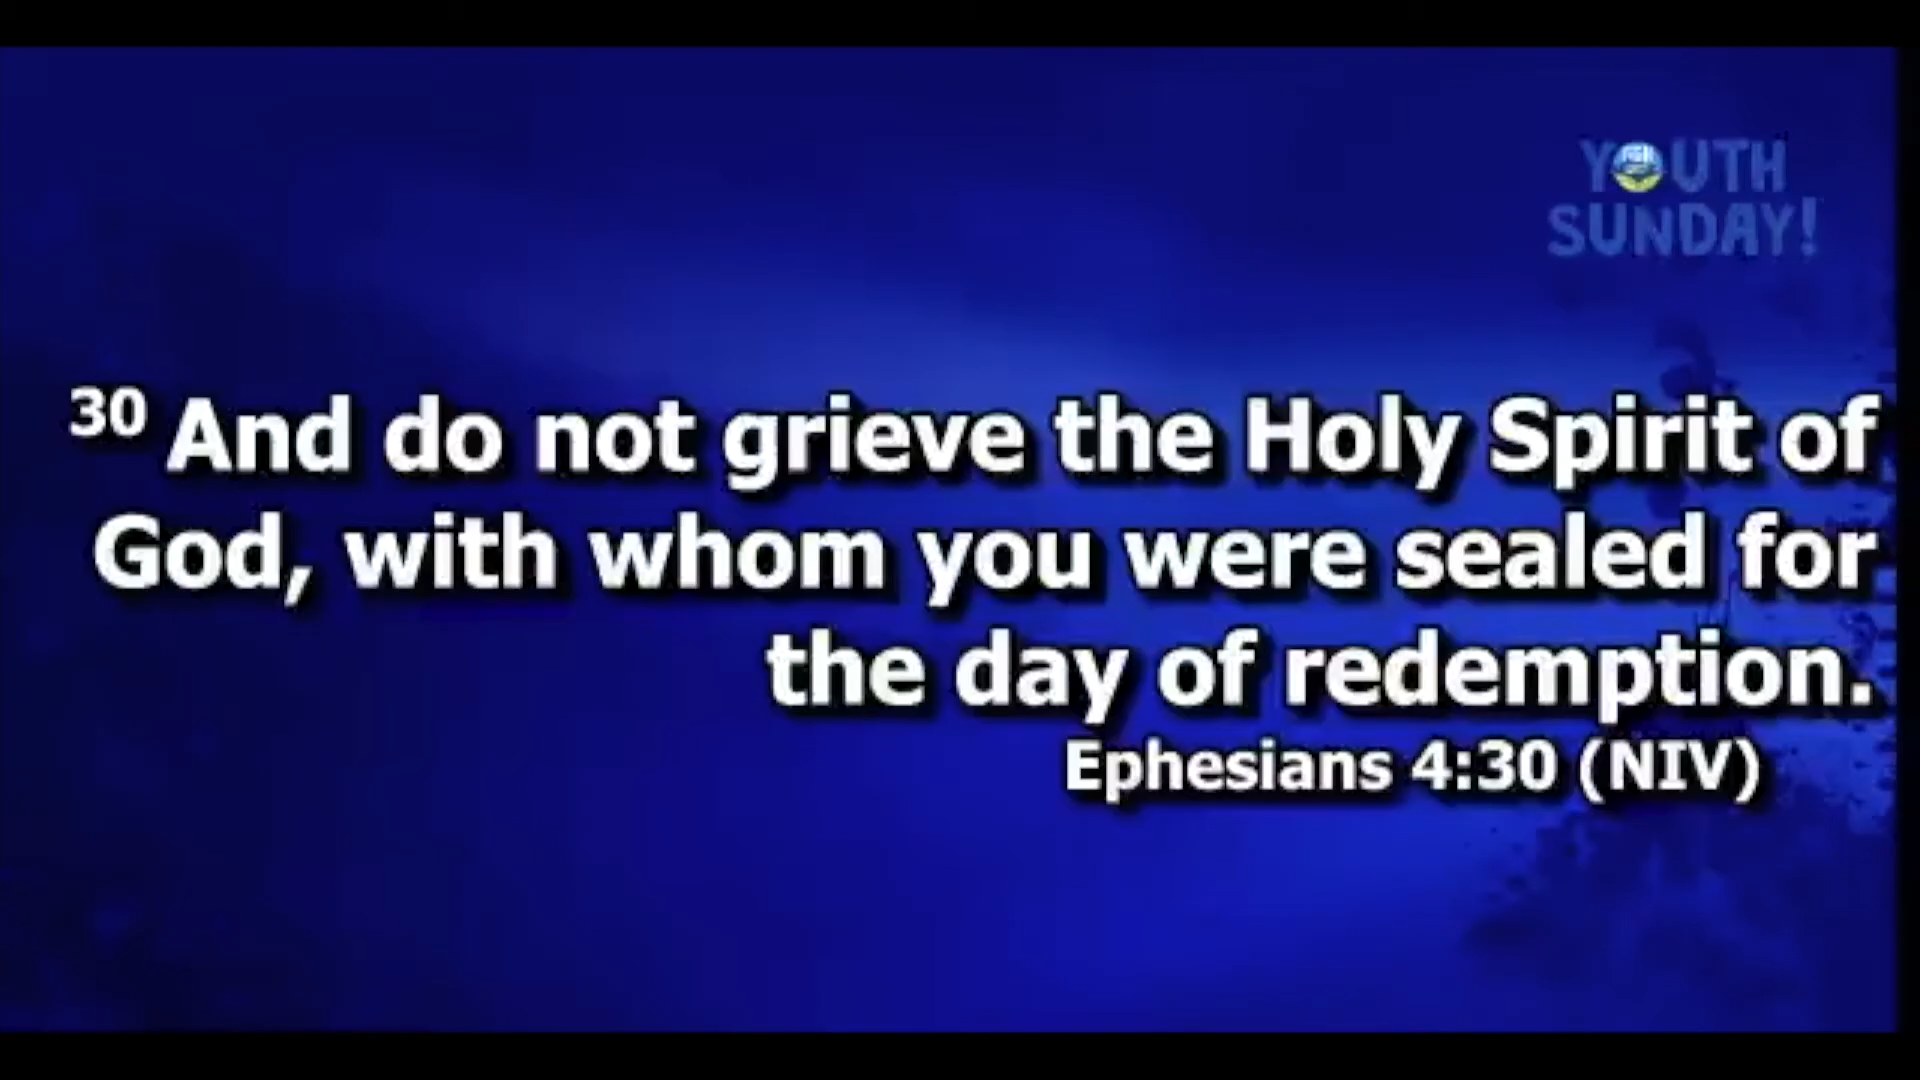 YOUTH
SUNDAY!
30 And do not grieve the Holy Spirit of
God, with whom you were sealed for
the day of redemption.
Ephesians 4:30 (NIV)